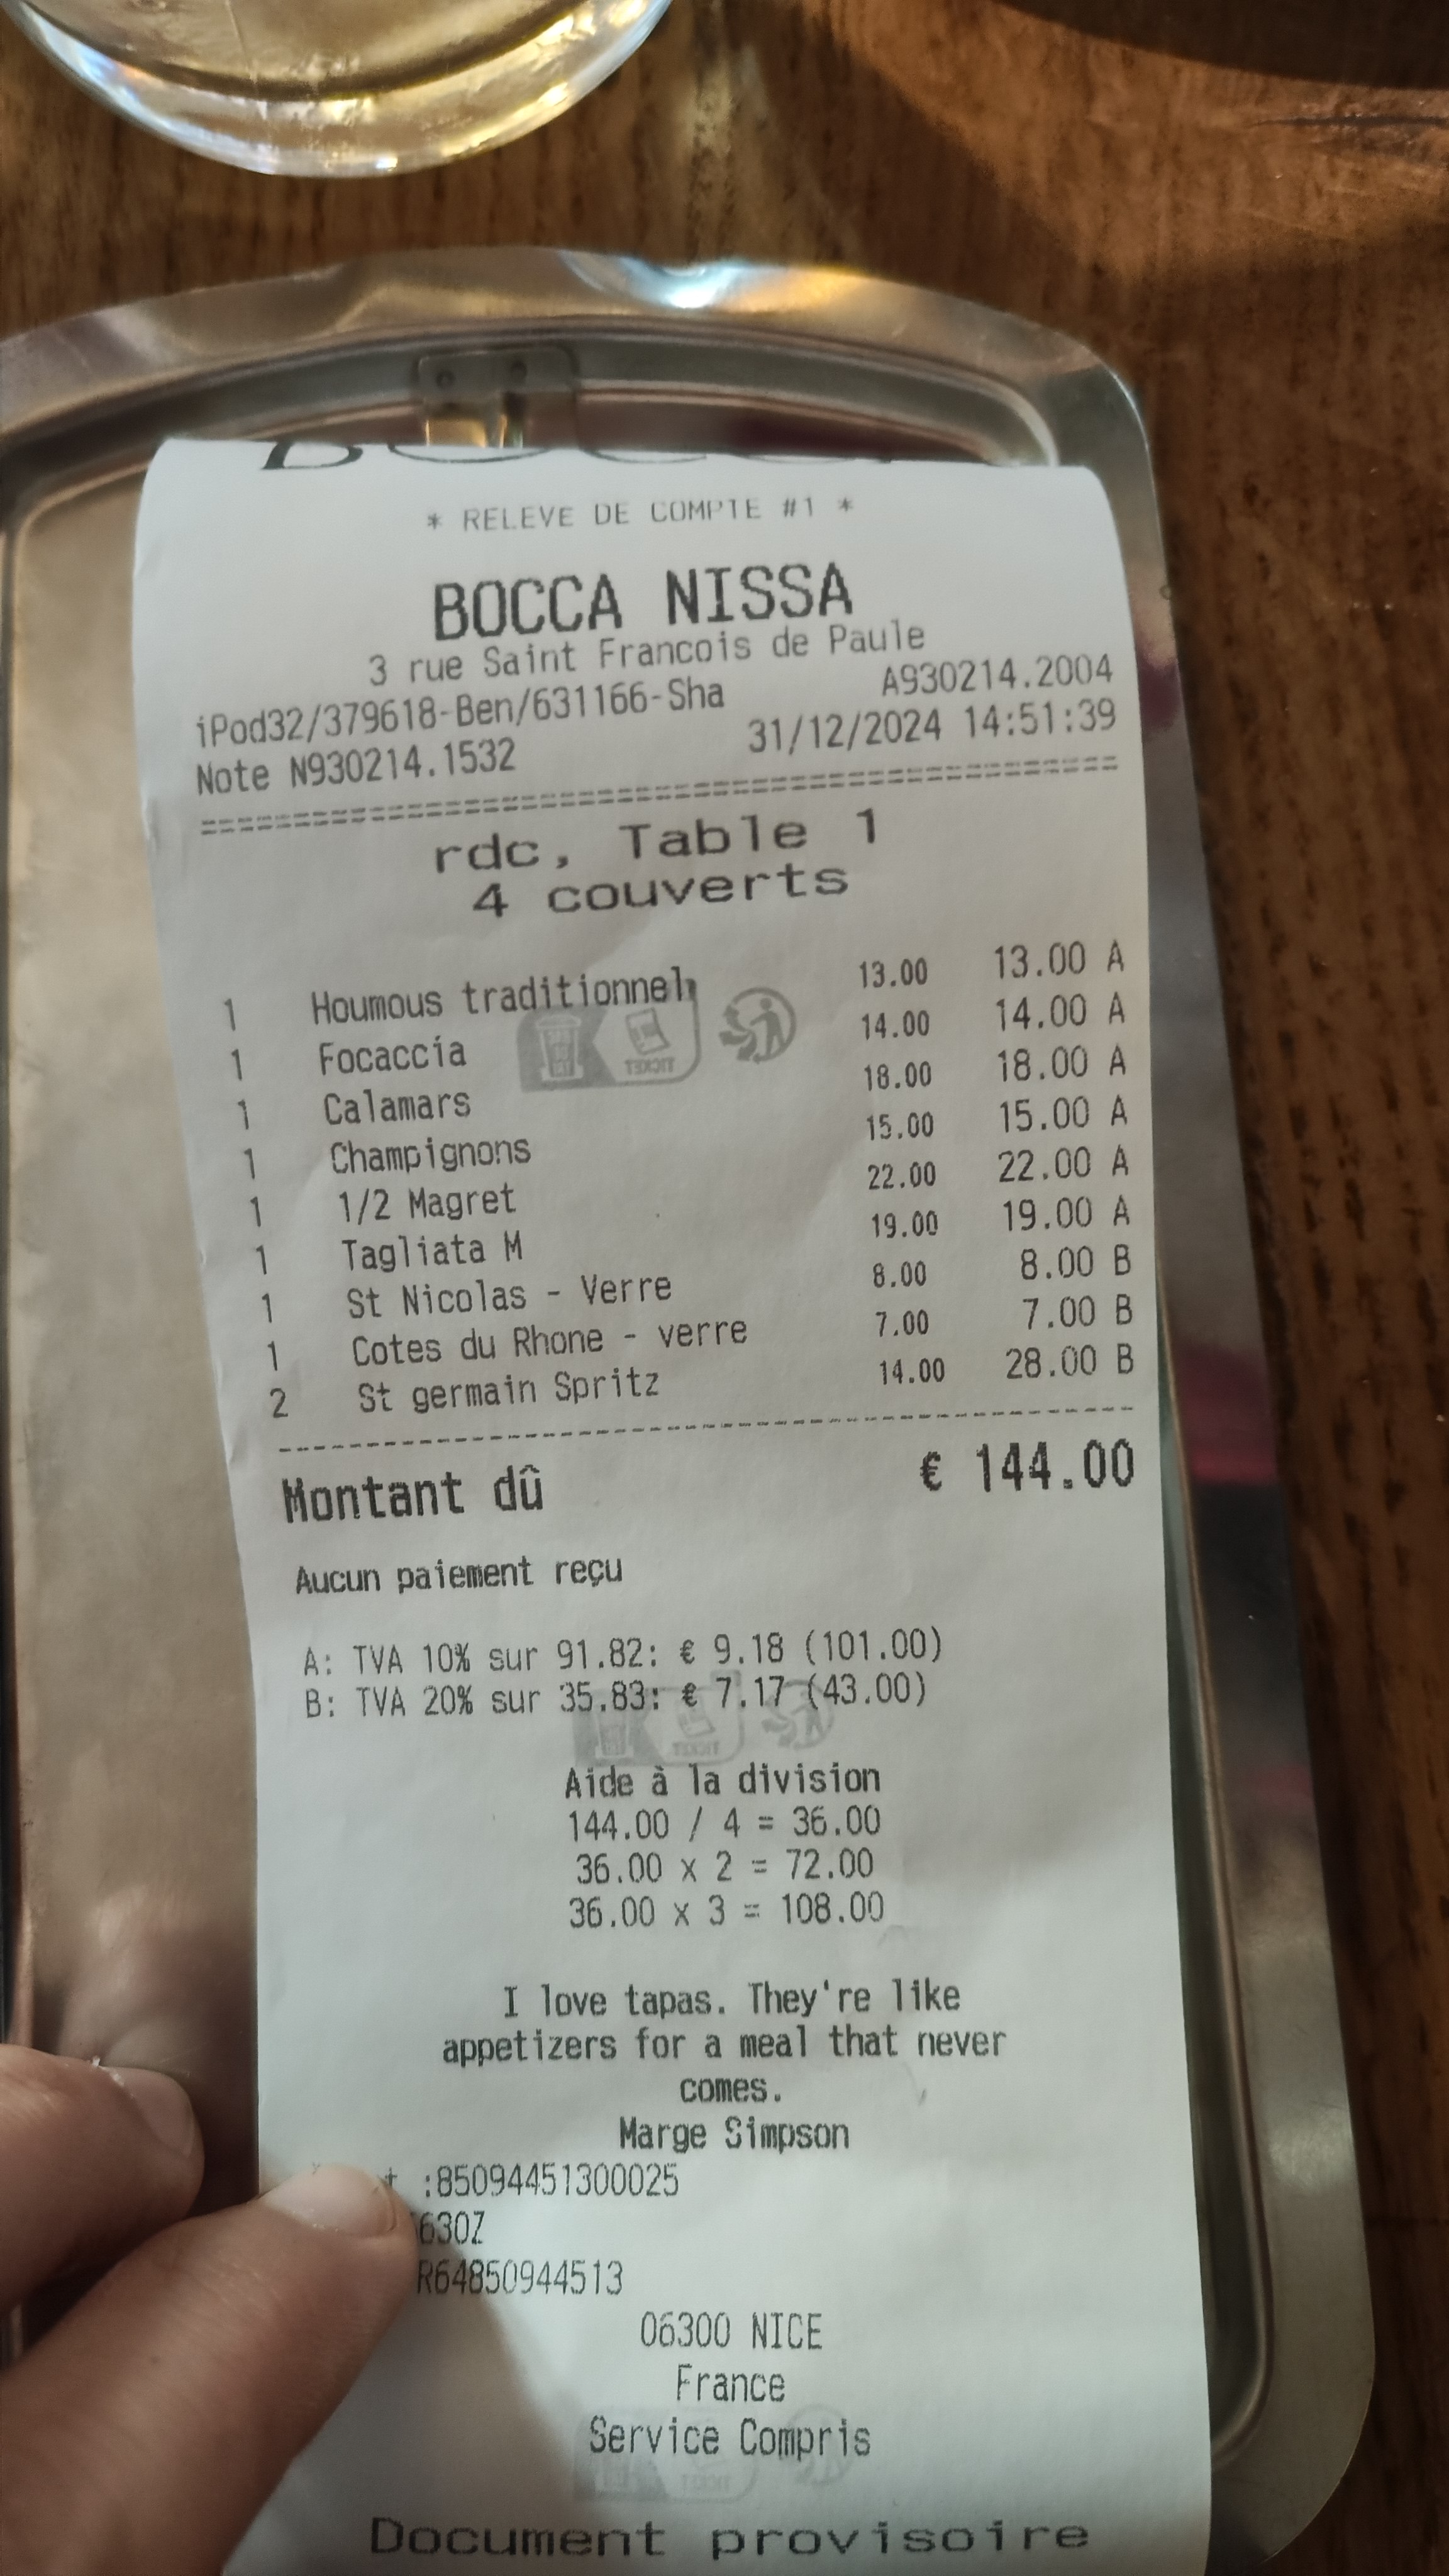 * RELEVE DE COMPTE #1 *
BOCCA NISSA
3 rue Saint Francois de Paule
iPod32/379618-Ben/631166-Sha A930214.2004
Note N930214.1532 31/12/2024 14:51:39
========================================
rdc, Table 1
4 couverts
1 Houmous traditionnel 13.00 13.00 A
1 Focaccia 14.00 14.00 A
1 Calamars 18.00 18.00 A
1 Champignons 15.00 15.00 A
1 1/2 Magret 22.00 22.00 A
1 Tagliata M 19.00 19.00 A
1 St Nicolas - Verre 8.00 8.00 B
1 Cotes du Rhone - verre 7.00 7.00 B
2 St germain Spritz 14.00 28.00 B
Montant dû € 144.00
Aucun paiement reçu
A: TVA 10% sur 91.82: € 9.18 (101.00)
B: TVA 20% sur 35.83: € 7.17 (43.00)
Aide à la division
144.00 / 4 = 36.00
36.00 x 2 = 72.00
36.00 x 3 = 108.00
I love tapas. They're like
appetizers for a meal that never
comes.
Marge Simpson
:85094451300025
630Z
R64850944513
06300 NICE
France
Service Compris
Document provisoire